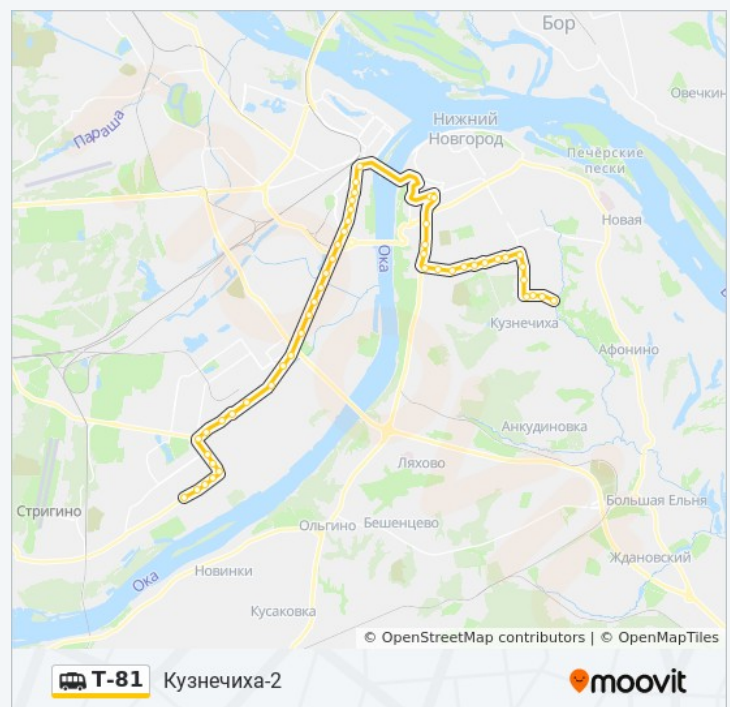 Бор
Овечкин
Параша
Нижний
Новгород
Печёрские
пески
Новая
Ока
Кузнечиха
Афонино
Анкудиновка
Ляхово
Большая Ельня
Стригино
Ольгино
Бешенцево
Ждановский
Новинки
Ока
Кусаковка
© OpenStreetMap contributors | © OpenMapTiles
T-81
Кузнечиха-2
moovit